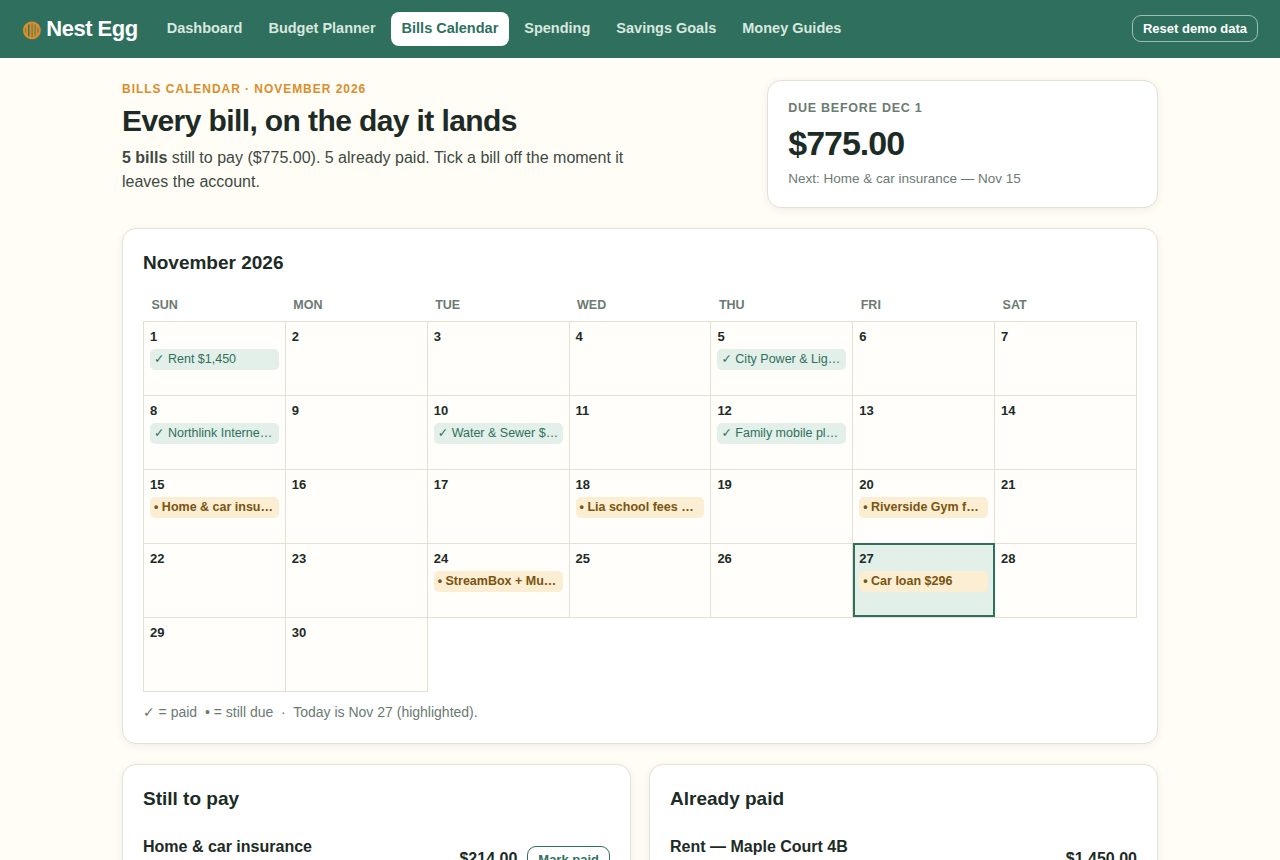 Nest Egg
Dashboard
Budget Planner
Bills Calendar
Spending
Savings Goals
Money Guides
Reset demo data
BILLS CALENDAR · NOVEMBER 2026
Every bill, on the day it lands
5 bills still to pay ($775.00). 5 already paid. Tick a bill off the moment it
leaves the account.
DUE BEFORE DEC 1
$775.00
Next: Home & car insurance — Nov 15
November 2026
SUN MON TUE WED THU FRI SAT
1 2 3 4 5 6 7
✓ Rent $1,450
✓ City Power & Lig…
8 9 10 11 12 13 14
✓ Northlink Interne…
✓ Water & Sewer $…
✓ Family mobile pl…
15 16 17 18 19 20 21
• Home & car insu…
• Lia school fees …
• Riverside Gym f…
22 23 24 25 26 27 28
• StreamBox + Mu…
• Car loan $296
29 30
✓ = paid • = still due · Today is Nov 27 (highlighted).
Still to pay
Home & car insurance
$214.00
Mark paid
Already paid
Rent — Maple Court 4B
$1,450.00